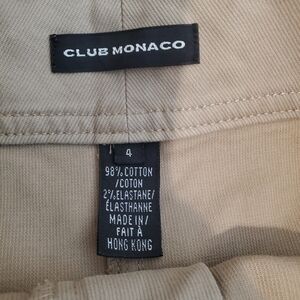 CLUB MONACO
4
98% COTTON
/COTON
2% ELASTANE/
ÉLASTHANNE
MADE IN/
FAIT À
HONG KONG